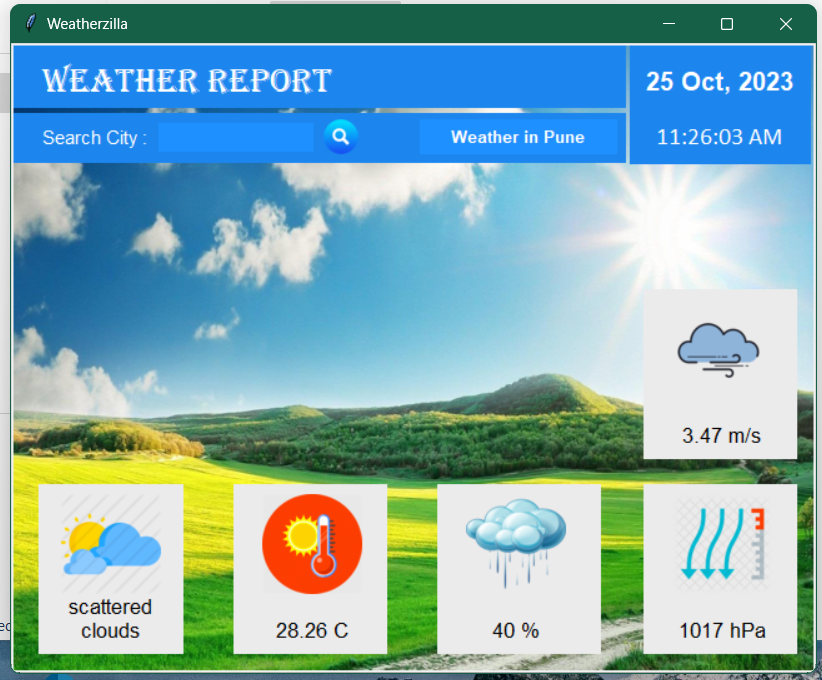 Weatherzilla
WEATHER REPORT
25 Oct, 2023
Search City :
Weather in Pune
11:26:03 AM
3.47 m/s
scattered
clouds
28.26 C
40 %
1017 hPa